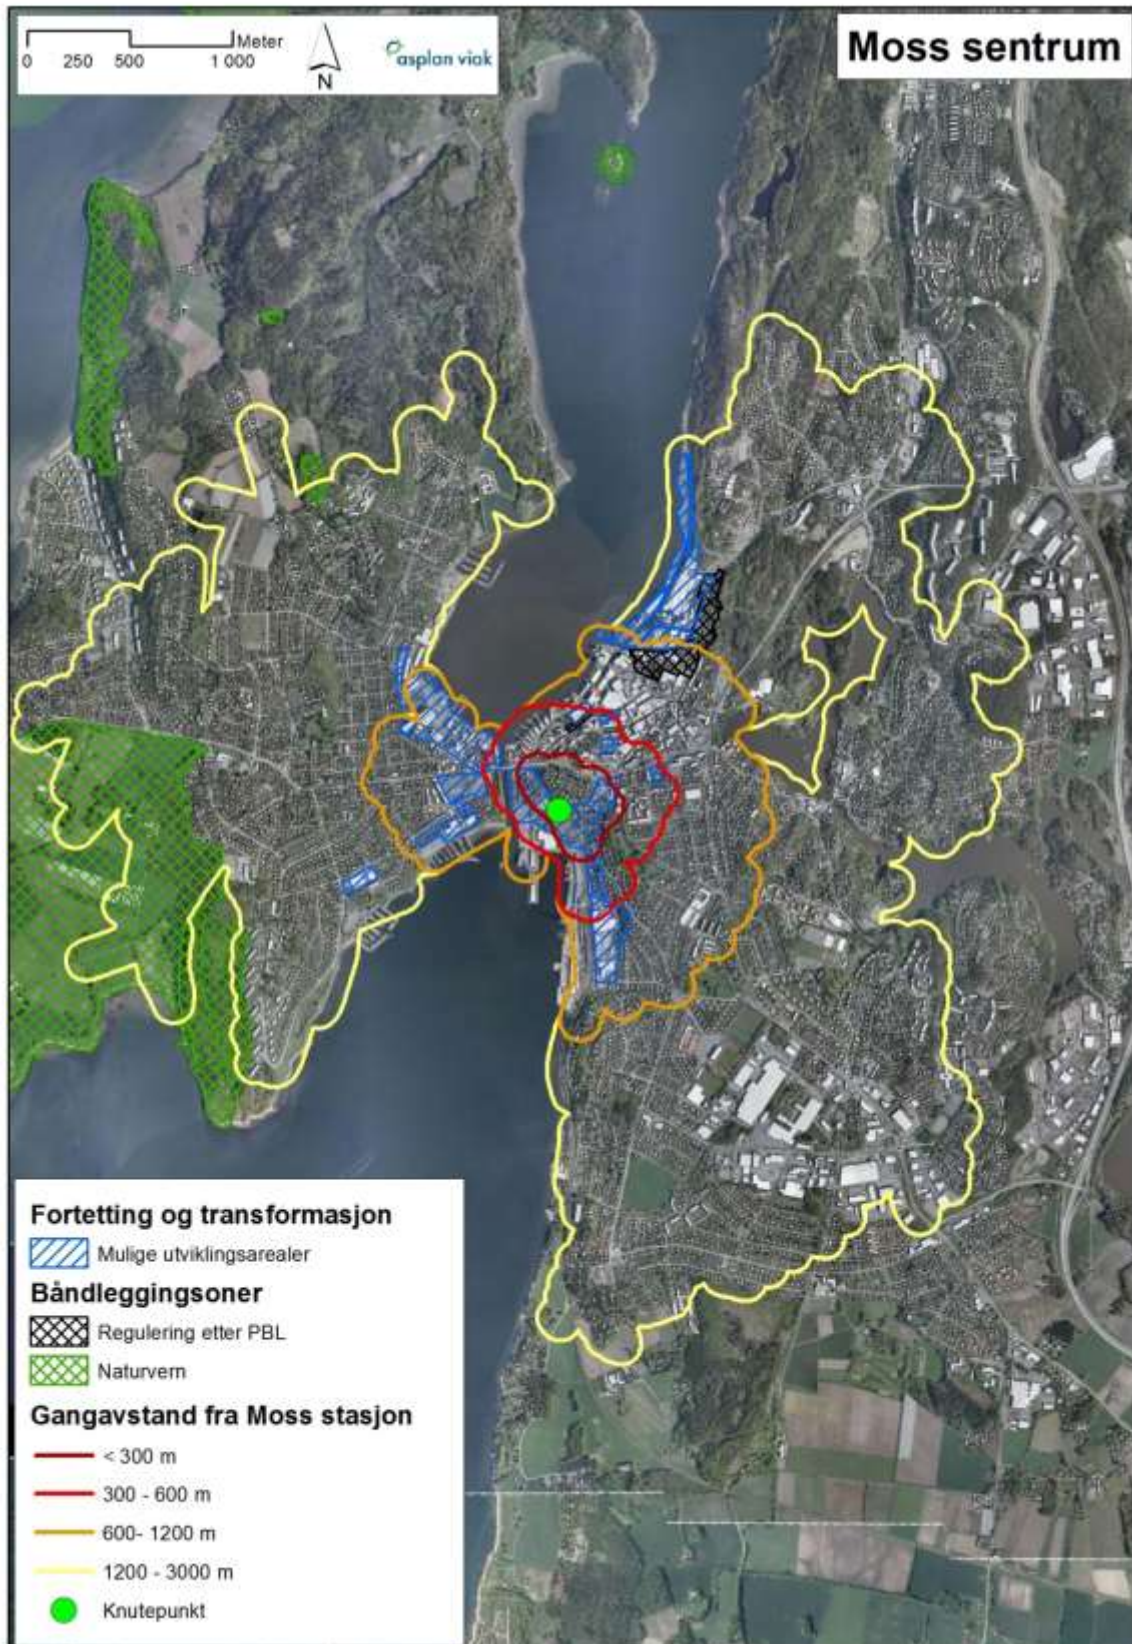 Moss sentrum
Meter
0 250 500 1 000
N
asplan viak
Fortetting og transformasjon
Mulige utviklingsarealer
Båndleggingsoner
Regulering etter PBL
Naturvern
Gangavstand fra Moss stasjon
< 300 m
300 - 600 m
600- 1200 m
1200 - 3000 m
Knutepunkt